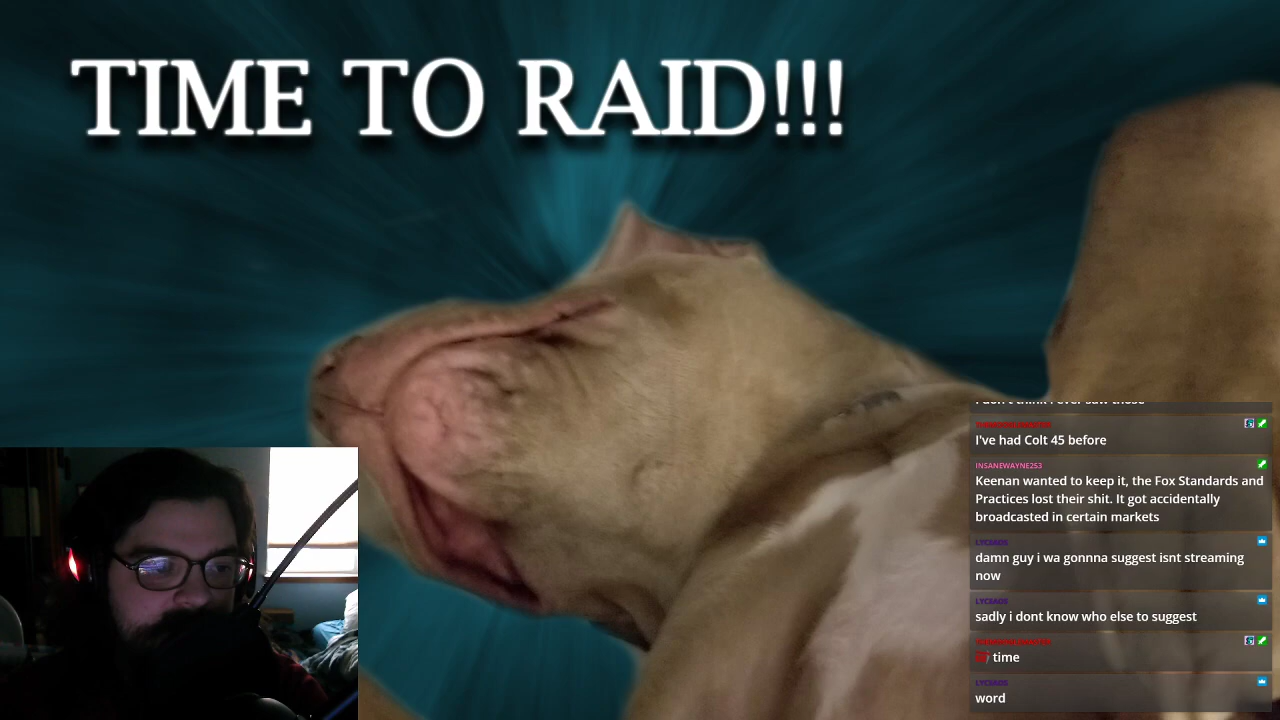 TIME TO RAID!!!
I've had Colt 45 before
INSANEWAYNE253
Keenan wanted to keep it, the Fox Standards and
Practices lost their shit. It got accidentally
broadcasted in certain markets
damn guy i wa gonnna suggest isnt streaming
now
sadly i dont know who else to suggest
time
word